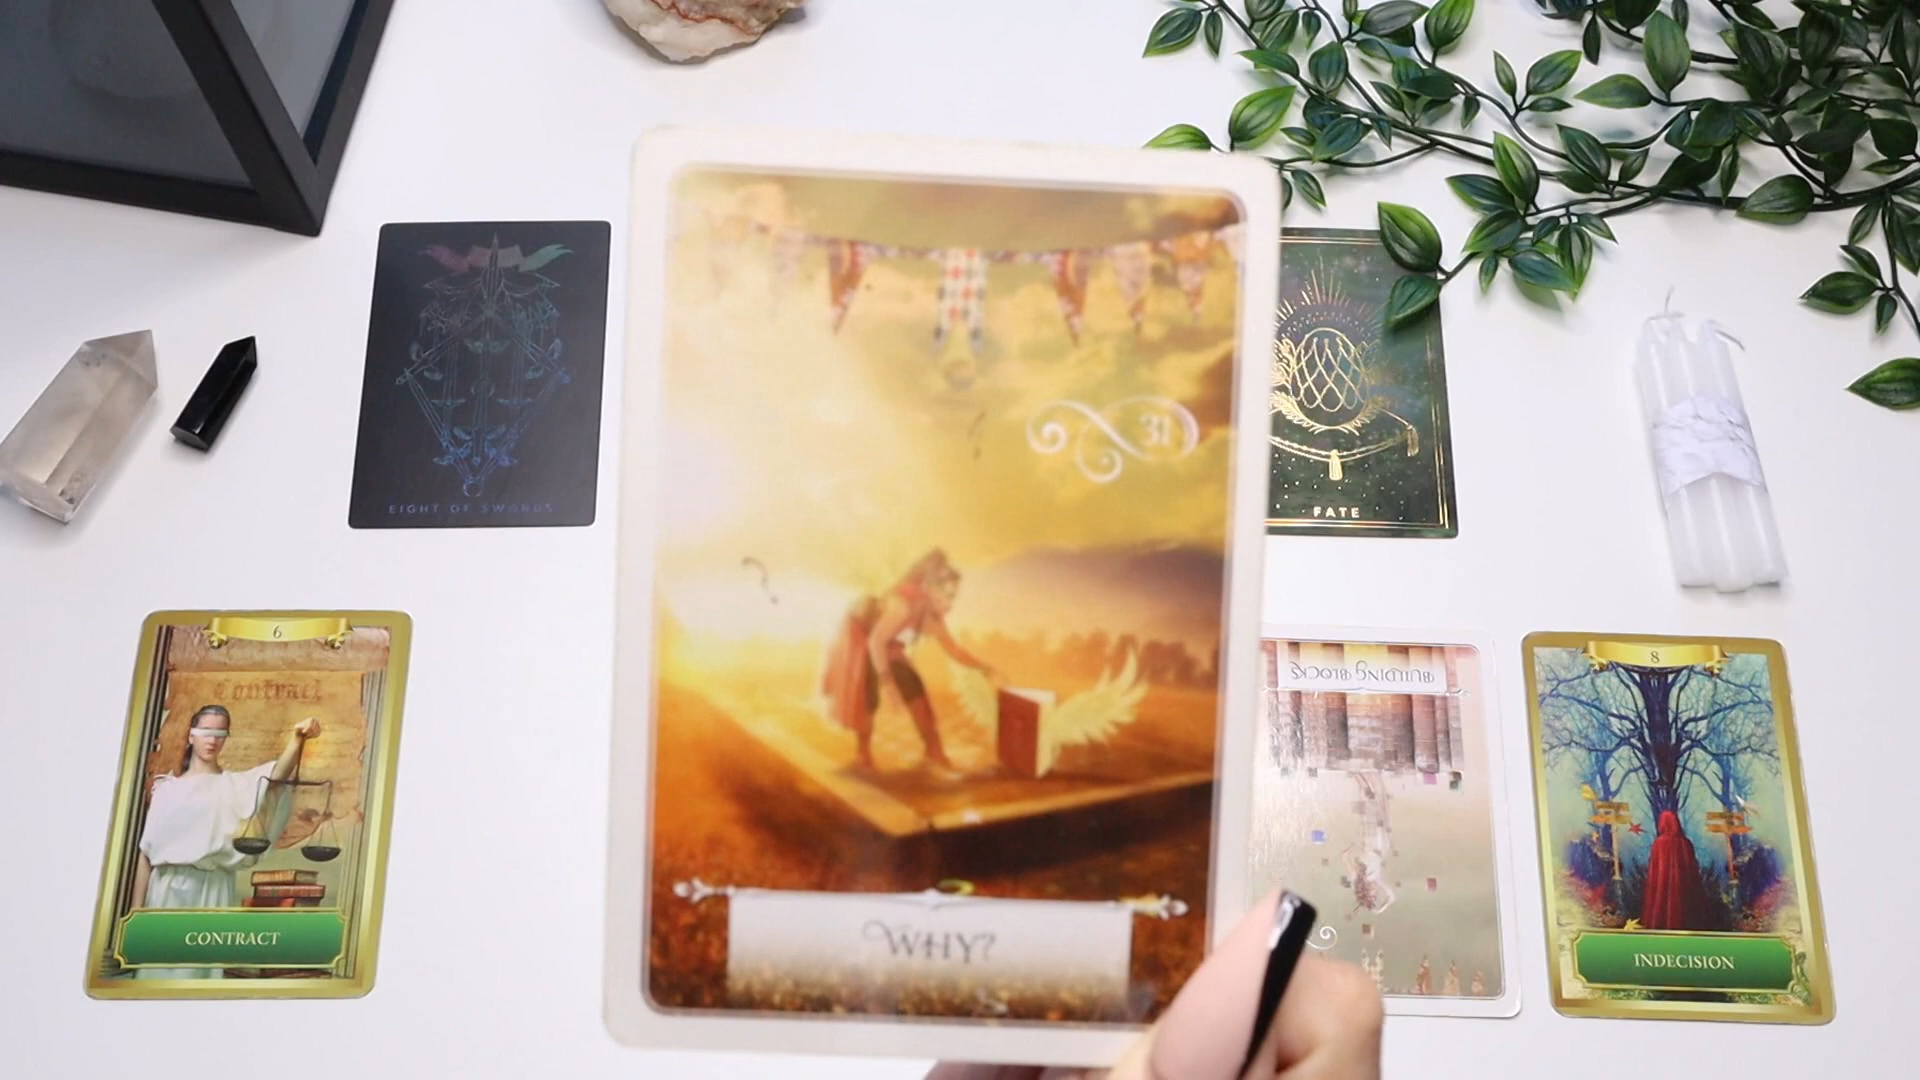 EIGHT OF SWORDS
31
FATE
6
Contract
CONTRACT
WHY?
BUILDING BLOCKS
8
INDECISION